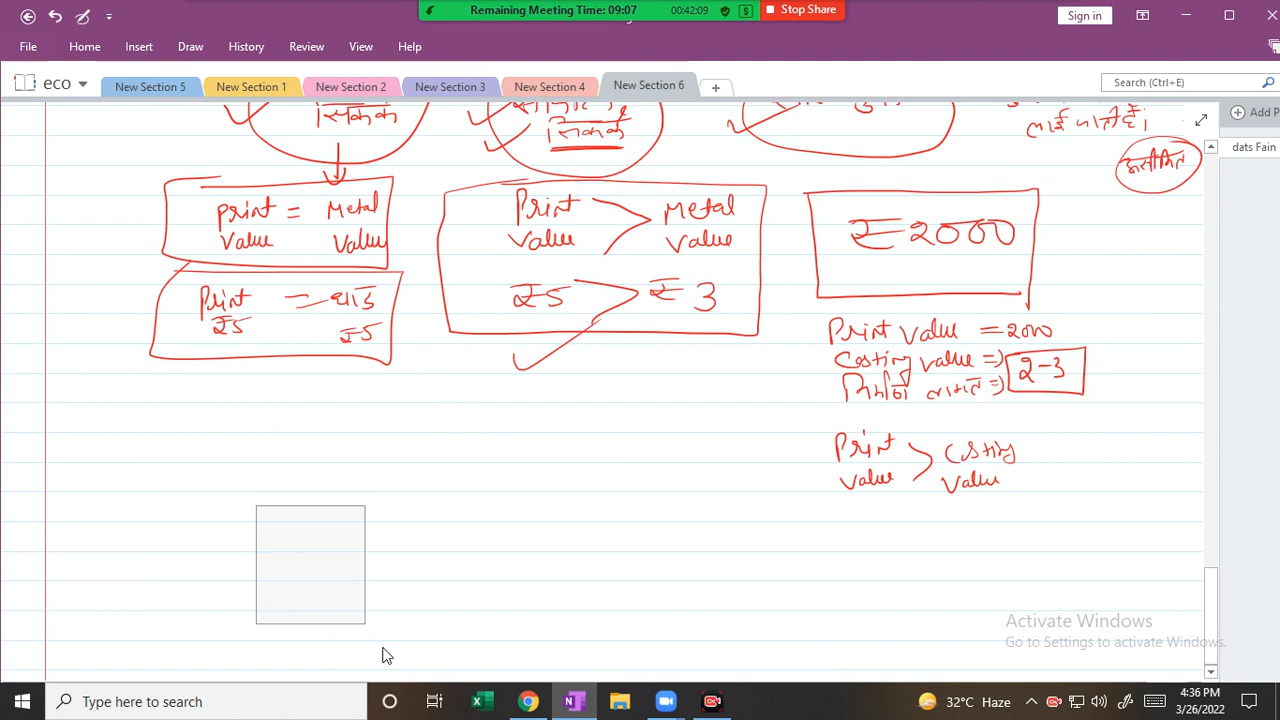 Remaining Meeting Time: 09:07
00:42:09
Stop Share
Sign in
File Home Insert Draw History Review View Help
eco
New Section 5
New Section 1
New Section 2
New Section 3
New Section 4
New Section 6
Search (Ctrl+E)
Add P
dats Fain
सिक्के
सिक्के
Print = Metal
Value Value
Print =
₹5 ₹5
Print > Metal
Value Value
₹5 > ₹3
₹2000
Print Value = 2000
Costing Value => 2-3
लागत =>
Print > Costing
Value Value
Activate Windows
Go to Settings to activate Windows.
Type here to search
32°C Haze
4:36 PM
3/26/2022